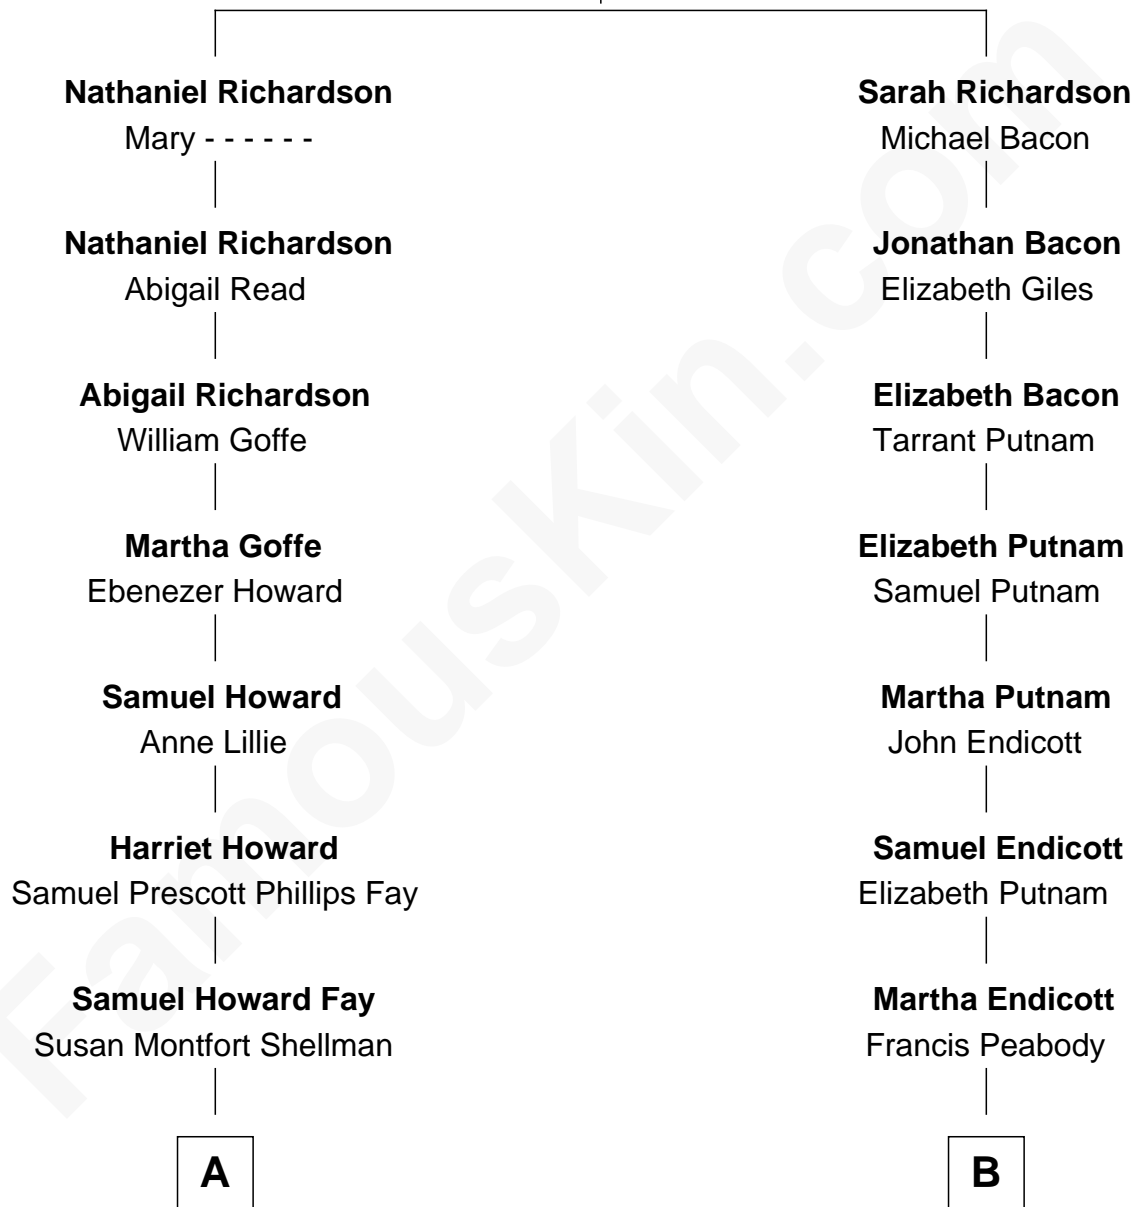 Nathaniel Richardson
Mary - - - - - -
Nathaniel Richardson
Abigail Read
Abigail Richardson
William Goffe
Martha Goffe
Ebenezer Howard
Samuel Howard
Anne Lillie
Harriet Howard
Samuel Prescott Phillips Fay
Samuel Howard Fay
Susan Montfort Shellman
A
Sarah Richardson
Michael Bacon
Jonathan Bacon
Elizabeth Giles
Elizabeth Bacon
Tarrant Putnam
Elizabeth Putnam
Samuel Putnam
Martha Putnam
John Endicott
Samuel Endicott
Elizabeth Putnam
Martha Endicott
Francis Peabody
B
FamousKin.com